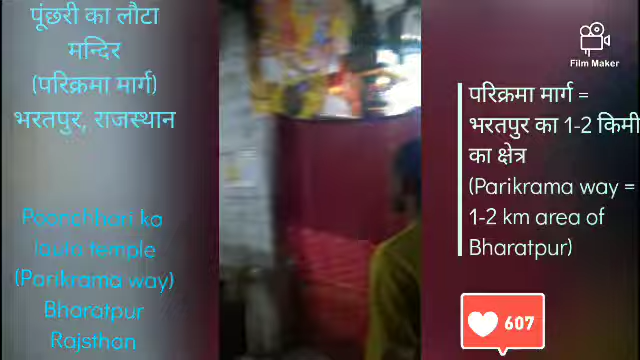 पूंछरी का लौटा
मन्दिर
(परिक्रमा मार्ग)
भरतपुर, राजस्थान
Poonchhari ka
lauta temple
(Parikrama way)
Bharatpur
Rajsthan
Film Maker
परिक्रमा मार्ग =
भरतपुर का 1-2 किमी
का क्षेत्र
(Parikrama way =
1-2 km area of
Bharatpur)
607